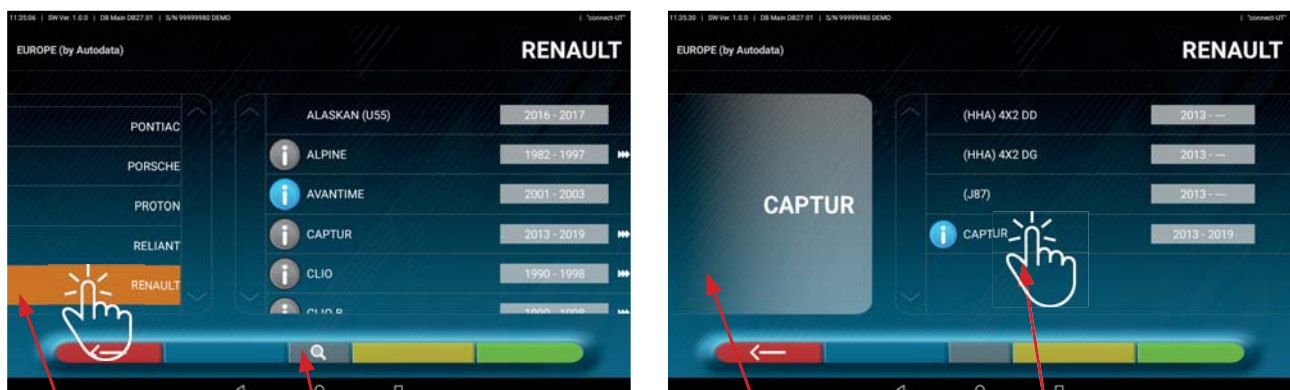 11:35:06 | SW Ver. 1.0.0 | DB Main DB27.01 | S/N 99999980 DEMO | "connect-UT"
EUROPE (by Autodata)
RENAULT
PONTIAC
PORSCHE
PROTON
RELIANT
RENAULT
ALASKAN (U55) 2016 - 2017
ALPINE 1982 - 1997
AVANTIME 2001 - 2003
CAPTUR 2013 - 2019
CLIO 1990 - 1998
11:35:30 | SW Ver. 1.0.0 | DB Main DB27.01 | S/N 99999980 DEMO | "connect-UT"
EUROPE (by Autodata)
RENAULT
CAPTUR
(HHA) 4X2 DD 2013 - ---
(HHA) 4X2 DG 2013 - ---
(J87) 2013 - ---
CAPTUR 2013 - 2019